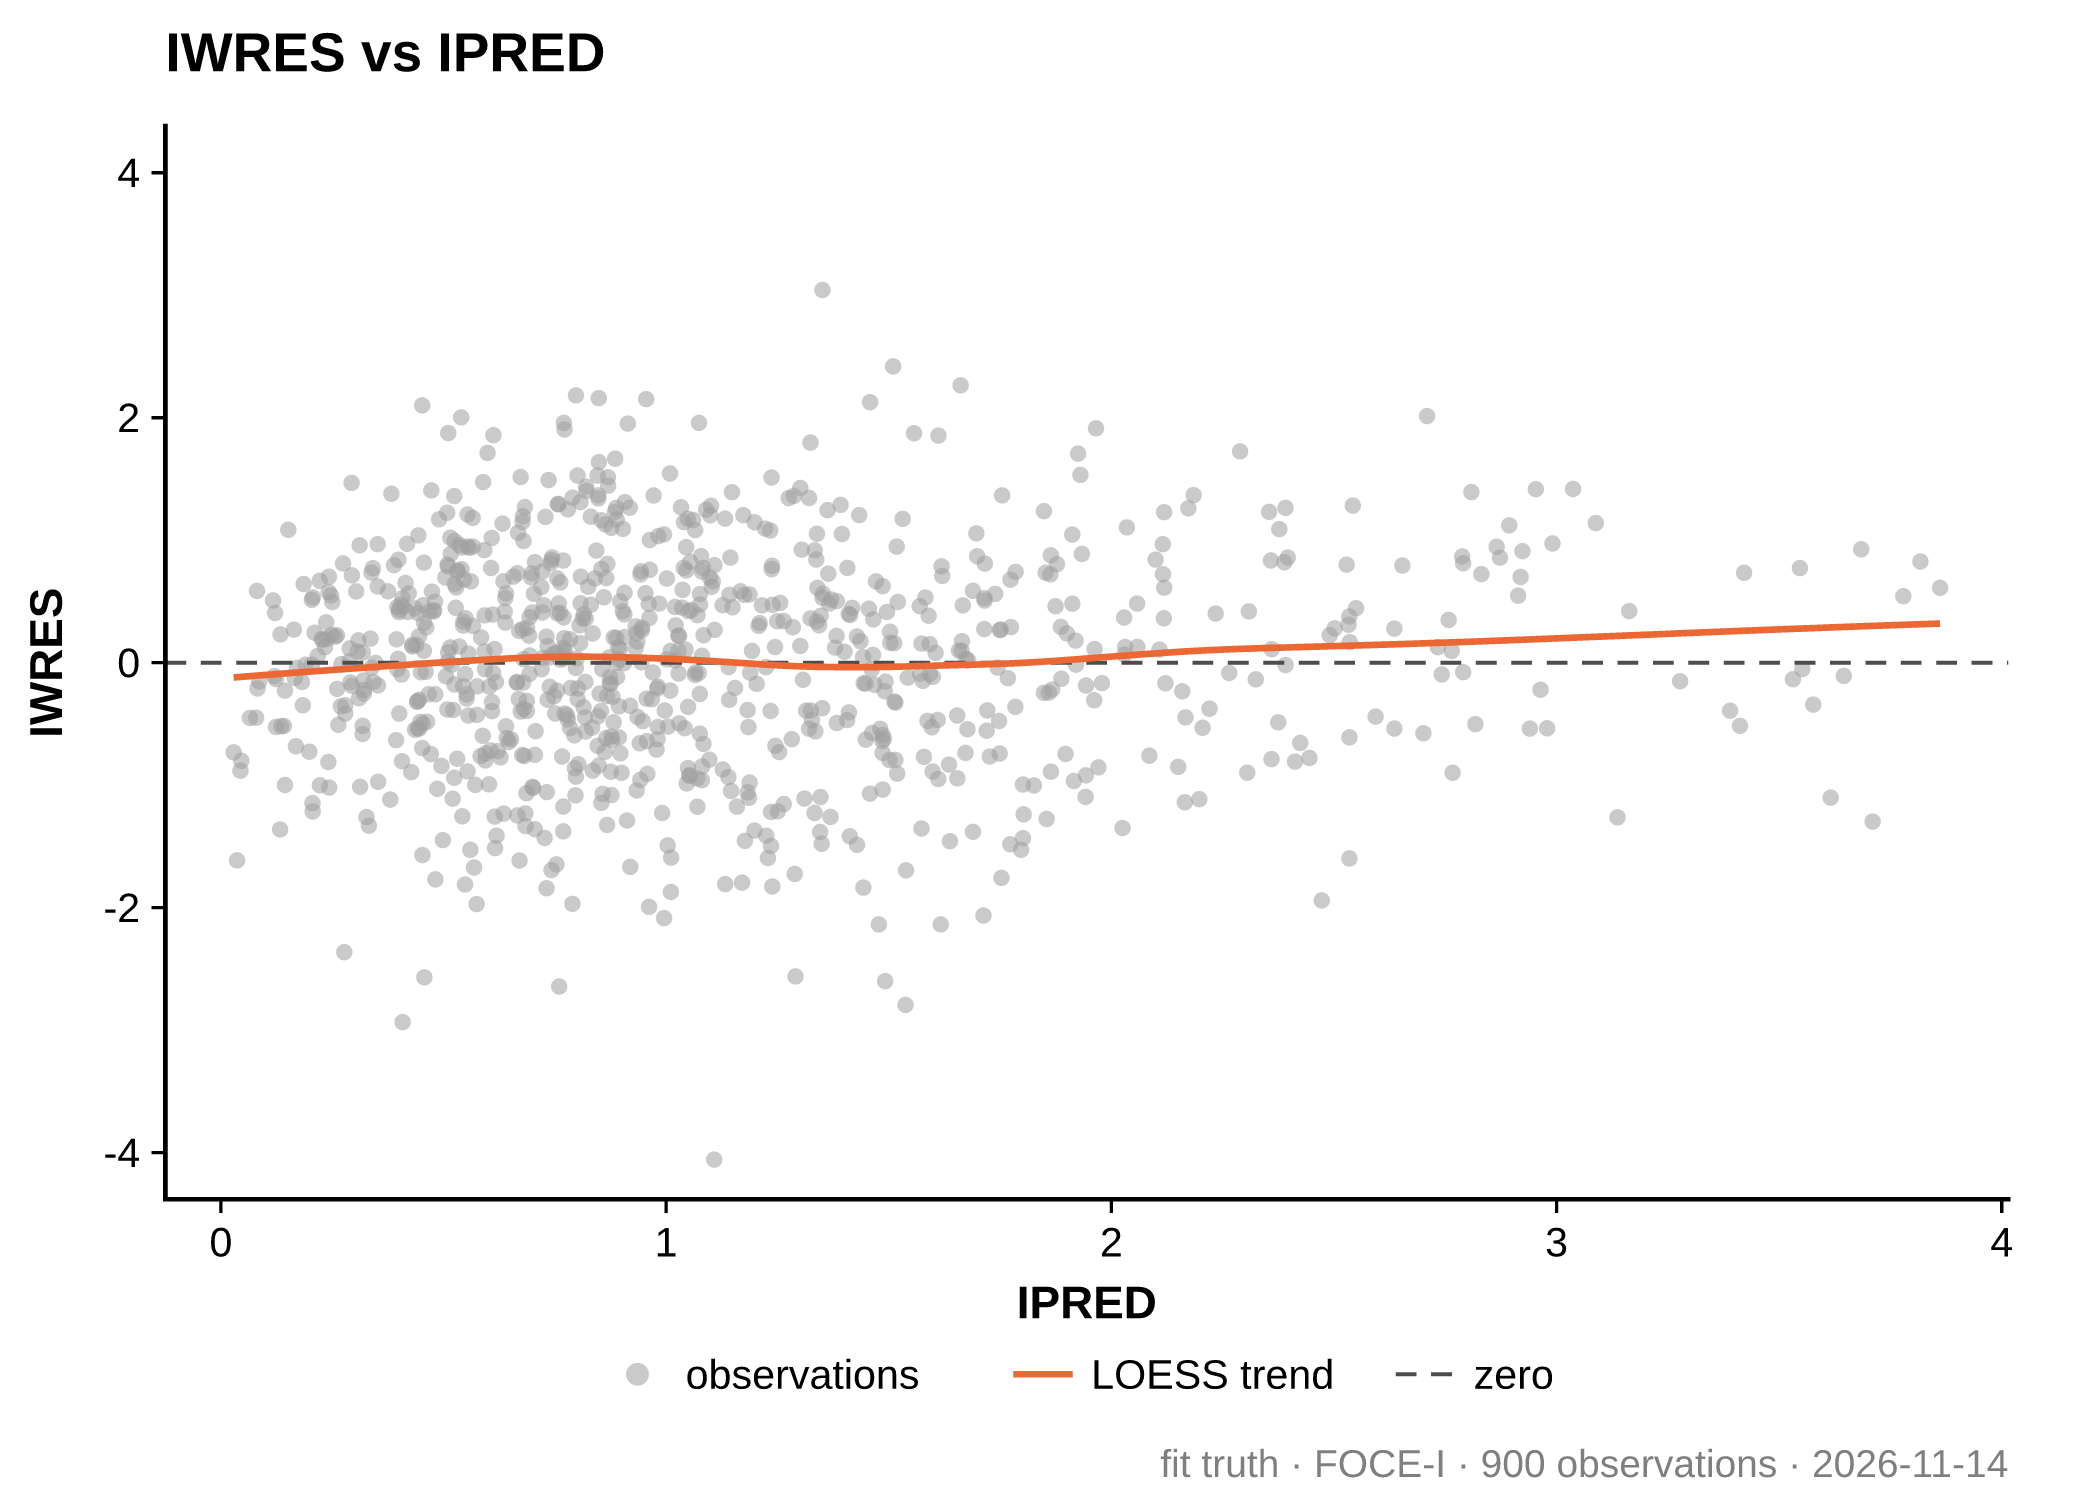 IWRES vs IPRED
4
2
0
-2
-4
IWRES
0 1 2 3 4
IPRED
observations LOESS trend zero
fit truth · FOCE-I · 900 observations · 2026-11-14